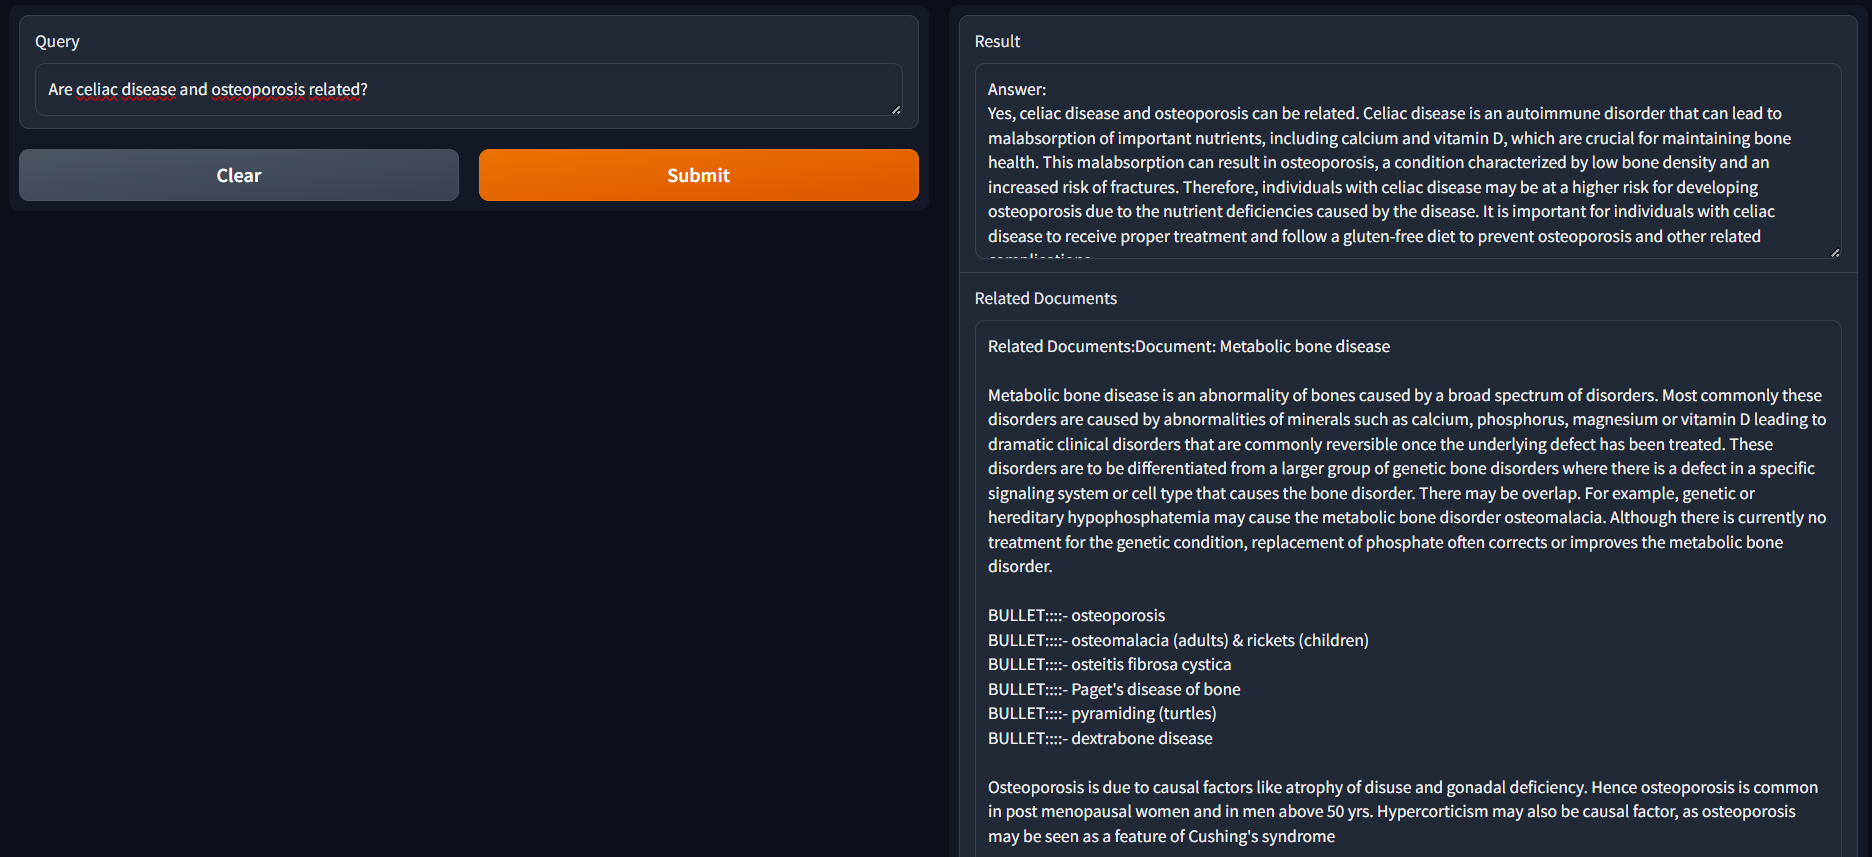 Query
Are celiac disease and osteoporosis related?
Clear
Submit
Result
Answer:
Yes, celiac disease and osteoporosis can be related. Celiac disease is an autoimmune disorder that can lead to
malabsorption of important nutrients, including calcium and vitamin D, which are crucial for maintaining bone
health. This malabsorption can result in osteoporosis, a condition characterized by low bone density and an
increased risk of fractures. Therefore, individuals with celiac disease may be at a higher risk for developing
osteoporosis due to the nutrient deficiencies caused by the disease. It is important for individuals with celiac
disease to receive proper treatment and follow a gluten-free diet to prevent osteoporosis and other related
Related Documents
Related Documents:Document: Metabolic bone disease
Metabolic bone disease is an abnormality of bones caused by a broad spectrum of disorders. Most commonly these
disorders are caused by abnormalities of minerals such as calcium, phosphorus, magnesium or vitamin D leading to
dramatic clinical disorders that are commonly reversible once the underlying defect has been treated. These
disorders are to be differentiated from a larger group of genetic bone disorders where there is a defect in a specific
signaling system or cell type that causes the bone disorder. There may be overlap. For example, genetic or
hereditary hypophosphatemia may cause the metabolic bone disorder osteomalacia. Although there is currently no
treatment for the genetic condition, replacement of phosphate often corrects or improves the metabolic bone
disorder.
BULLET::::- osteoporosis
BULLET::::- osteomalacia (adults) & rickets (children)
BULLET::::- osteitis fibrosa cystica
BULLET::::- Paget's disease of bone
BULLET::::- pyramiding (turtles)
BULLET::::- dextrabone disease
Osteoporosis is due to causal factors like atrophy of disuse and gonadal deficiency. Hence osteoporosis is common
in post menopausal women and in men above 50 yrs. Hypercorticism may also be causal factor, as osteoporosis
may be seen as a feature of Cushing's syndrome